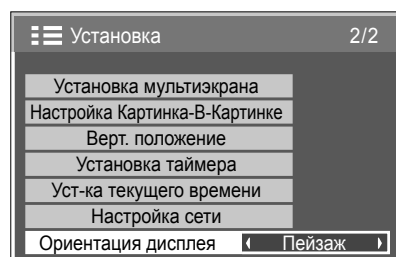 Установка 2/2
Установка мультиэкрана
Настройка Картинка-В-Картинке
Верт. положение
Установка таймера
Уст-ка текущего времени
Настройка сети
Ориентация дисплея Пейзаж